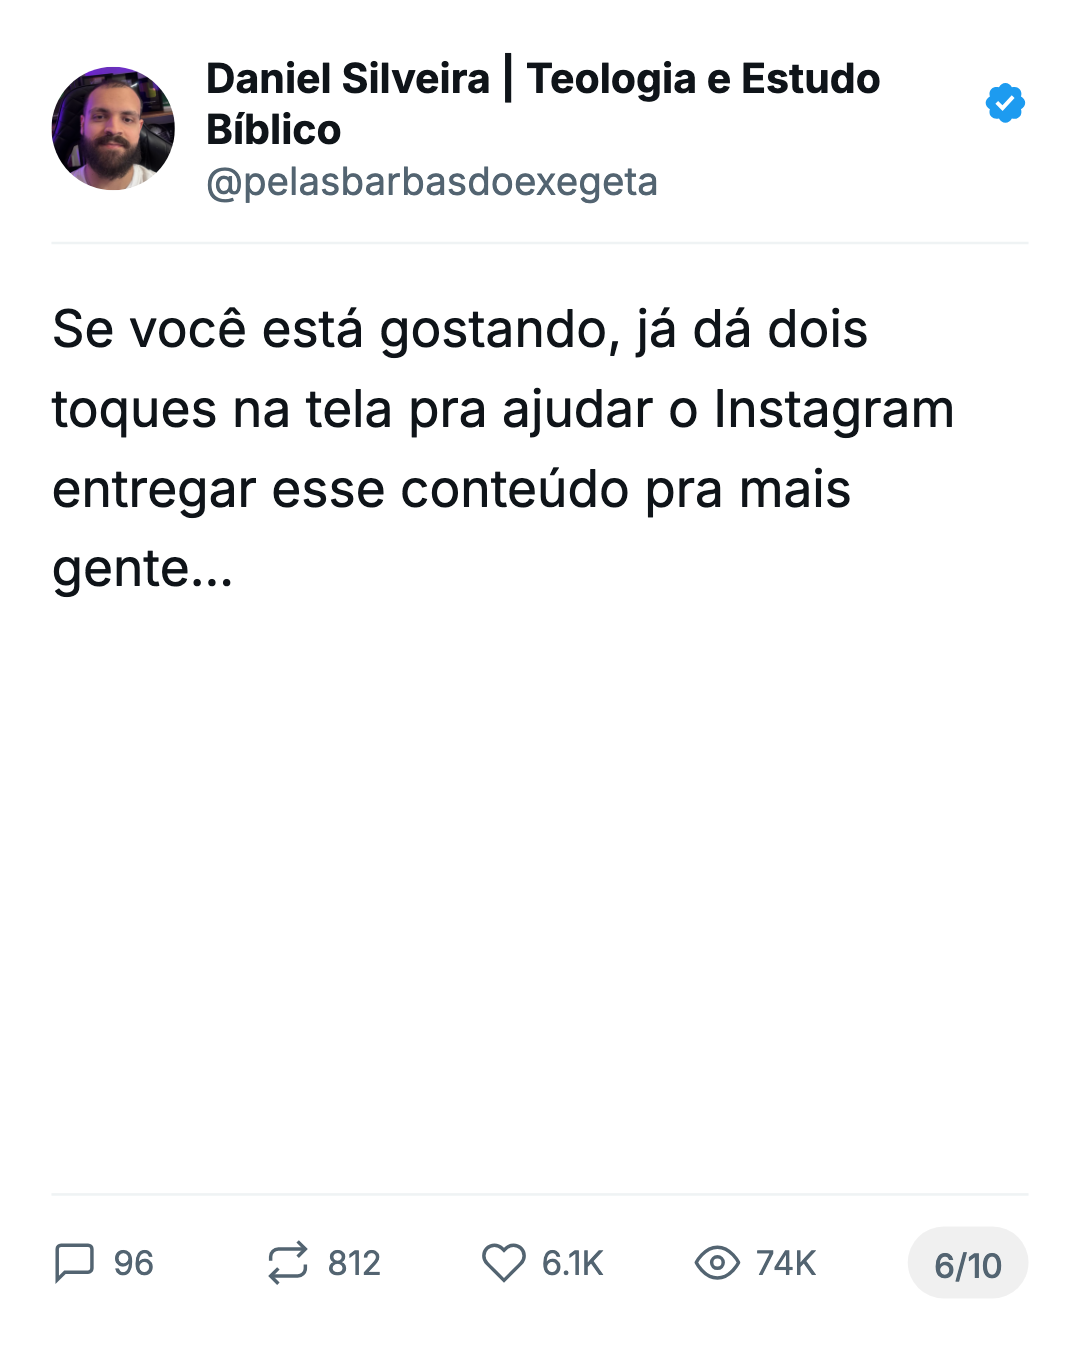 Daniel Silveira | Teologia e Estudo
Bíblico
@pelasbarbasdoexegeta
Se você está gostando, já dá dois
toques na tela pra ajudar o Instagram
entregar esse conteúdo pra mais
gente...
96 812 6.1K 74K 6/10